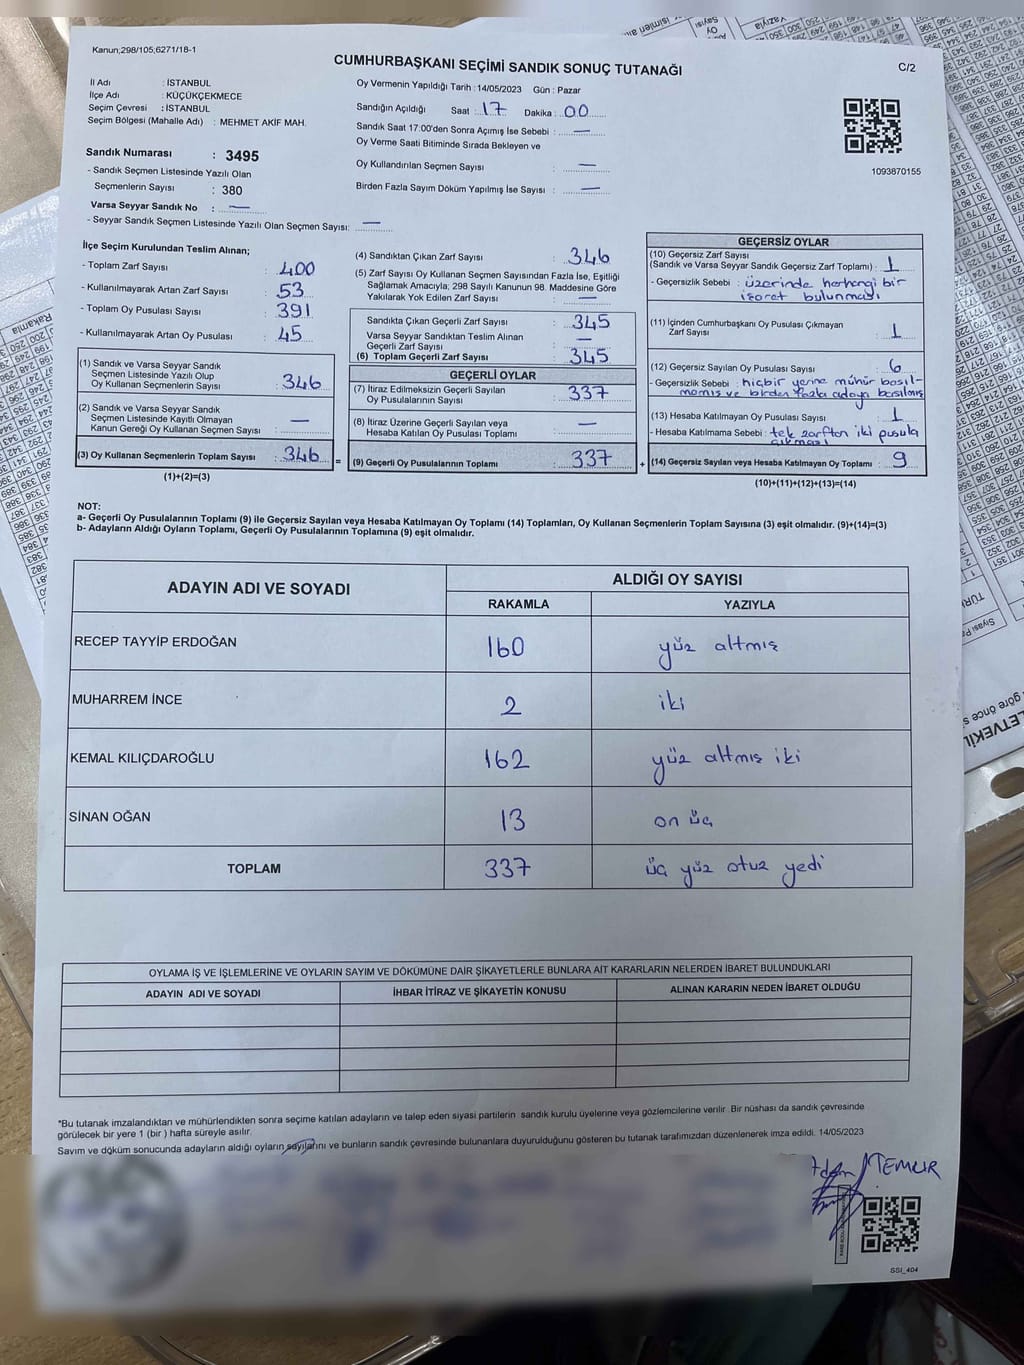 Kanun;298/105;6271/18-1
CUMHURBAŞKANI SEÇİMİ SANDIK SONUÇ TUTANAĞI
C/2
İl Adı : İSTANBUL
İlçe Adı : KÜÇÜKÇEKMECE
Seçim Çevresi : İSTANBUL
Seçim Bölgesi (Mahalle Adı) : MEHMET AKİF MAH.
Sandık Numarası : 3495
- Sandık Seçmen Listesinde Yazılı Olan
Seçmenlerin Sayısı : 380
Varsa Seyyar Sandık No : —
- Seyyar Sandık Seçmen Listesinde Yazılı Olan Seçmen Sayısı: —
Oy Vermenin Yapıldığı Tarih : 14/05/2023 Gün : Pazar
Sandığın Açıldığı Saat : 17 Dakika : 00
Sandık Saat 17:00'den Sonra Açımış İse Sebebi : —
Oy Verme Saati Bitiminde Sırada Bekleyen ve
Oy Kullandırılan Seçmen Sayısı : —
Birden Fazla Sayım Döküm Yapılmış İse Sayısı : —
1093870155
İlçe Seçim Kurulundan Teslim Alınan;
- Toplam Zarf Sayısı : 400
- Kullanılmayarak Artan Zarf Sayısı : 53
- Toplam Oy Pusulası Sayısı : 391
- Kullanılmayarak Artan Oy Pusulası : 45
(1) Sandık ve Varsa Seyyar Sandık
Seçmen Listesinde Yazılı Olup
Oy Kullanan Seçmenlerin Sayısı : 346
(2) Sandık ve Varsa Seyyar Sandık
Seçmen Listesinde Kayıtlı Olmayan
Kanun Gereği Oy Kullanan Seçmen Sayısı : —
(3) Oy Kullanan Seçmenlerin Toplam Sayısı : 346
(1)+(2)=(3)
=
(4) Sandıktan Çıkan Zarf Sayısı : 346
(5) Zarf Sayısı Oy Kullanan Seçmen Sayısından Fazla İse, Eşitliği
Sağlamak Amacıyla; 298 Sayılı Kanunun 98. Maddesine Göre
Yakılarak Yok Edilen Zarf Sayısı : —
Sandıkta Çıkan Geçerli Zarf Sayısı : 345
Varsa Seyyar Sandıktan Teslim Alınan
Geçerli Zarf Sayısı : —
(6) Toplam Geçerli Zarf Sayısı : 345
GEÇERLİ OYLAR
(7) İtiraz Edilmeksizin Geçerli Sayılan
Oy Pusulalarının Sayısı : 337
(8) İtiraz Üzerine Geçerli Sayılan veya
Hesaba Katılan Oy Pusulası Toplamı : —
(9) Geçerli Oy Pusulalarının Toplamı : 337
+
GEÇERSİZ OYLAR
(10) Geçersiz Zarf Sayısı
(Sandık ve Varsa Seyyar Sandık Geçersiz Zarf Toplamı) : 1
- Geçersizlik Sebebi : üzerinde herhangi bir
işaret bulunması
(11) İçinden Cumhurbaşkanı Oy Pusulası Çıkmayan
Zarf Sayısı : 1
(12) Geçersiz Sayılan Oy Pusulası Sayısı : 6
- Geçersizlik Sebebi : hiçbir yerine mühür basıl-
mamış ve birden fazla adaya basılmış
(13) Hesaba Katılmayan Oy Pusulası Sayısı : 1
- Hesaba Katılmama Sebebi : tek zarftan iki pusula
çıkması
(14) Geçersiz Sayılan veya Hesaba Katılmayan Oy Toplamı : 9
(10)+(11)+(12)+(13)=(14)
NOT:
a- Geçerli Oy Pusulalarının Toplamı (9) ile Geçersiz Sayılan veya Hesaba Katılmayan Oy Toplamı (14) Toplamları, Oy Kullanan Seçmenlerin Toplam Sayısına (3) eşit olmalıdır. (9)+(14)=(3)
b- Adayların Aldığı Oyların Toplamı, Geçerli Oy Pusulalarının Toplamına (9) eşit olmalıdır.
ADAYIN ADI VE SOYADI ALDIĞI OY SAYISI
RAKAMLA YAZIYLA
RECEP TAYYİP ERDOĞAN 160 yüz altmış
MUHARREM İNCE 2 iki
KEMAL KILIÇDAROĞLU 162 yüz altmış iki
SİNAN OĞAN 13 on üç
TOPLAM 337 üç yüz otuz yedi
OYLAMA İŞ VE İŞLEMLERİNE VE OYLARIN SAYIM VE DÖKÜMÜNE DAİR ŞİKAYETLERLE BUNLARA AİT KARARLARIN NELERDEN İBARET BULUNDUKLARI
ADAYIN ADI VE SOYADI İHBAR İTİRAZ VE ŞİKAYETİN KONUSU ALINAN KARARIN NEDEN İBARET OLDUĞU
*Bu tutanak imzalandıktan ve mühürlendikten sonra seçime katılan adayların ve talep eden siyasi partilerin sandık kurulu üyelerine veya gözlemcilerine verilir. Bir nüshası da sandık çevresinde
görülecek bir yere 1 (bir ) hafta süreyle asılır.
Sayım ve döküm sonucunda adayların aldığı oyların sayılarını ve bunların sandık çevresinde bulunanlara duyurulduğunu gösteren bu tutanak tarafımızdan düzenlenerek imza edildi. 14/05/2023
TEMUR
SSI_404